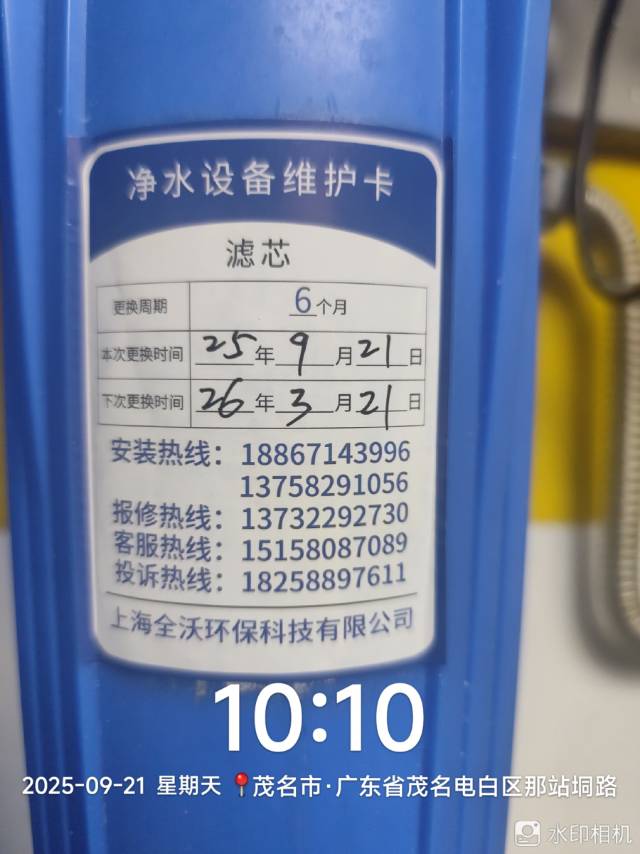 净水设备维护卡
滤芯
更换周期 6个月
本次更换时间 25年9月21日
下次更换时间 26年3月21日
安装热线：18867143996
13758291056
报修热线：13732292730
客服热线：15158087089
投诉热线：18258897611
上海全沃环保科技有限公司
10:10
2025-09-21 星期天 📍茂名市·广东省茂名电白区那站垌路
水印相机